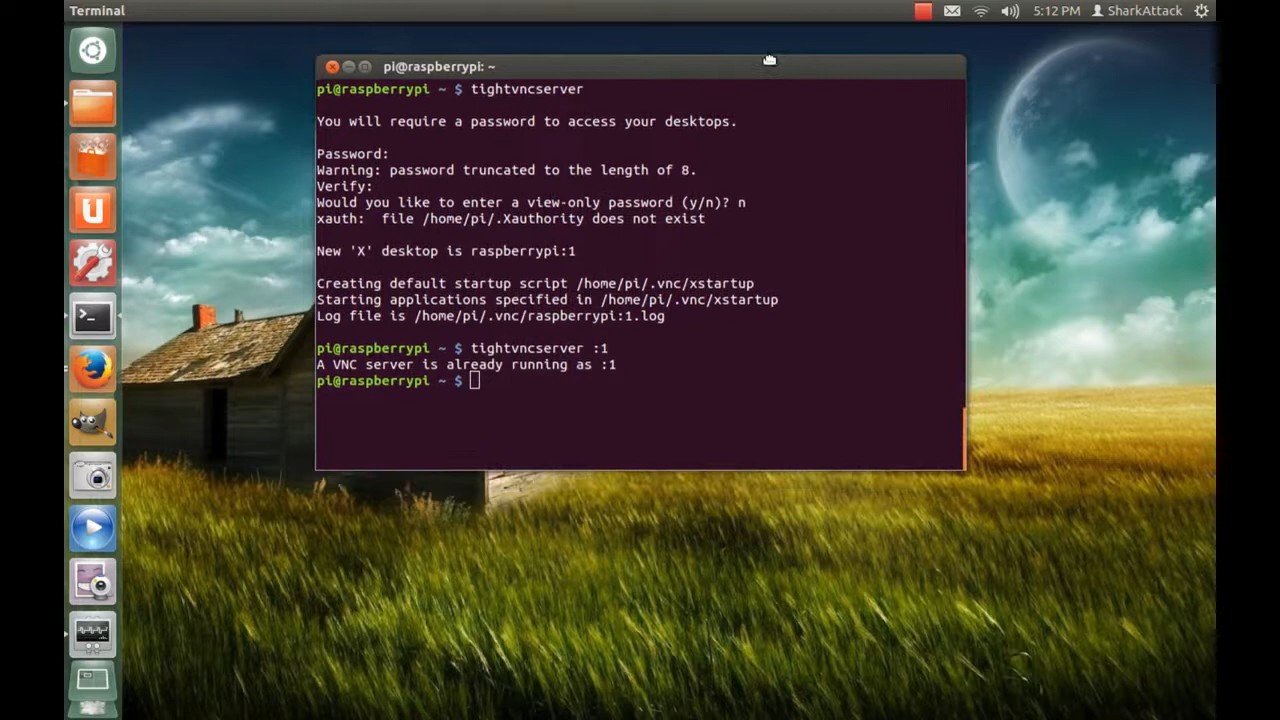 Terminal
5:12 PM
SharkAttack
pi@raspberrypi: ~
pi@raspberrypi ~ $ tightvncserver
You will require a password to access your desktops.
Password:
Warning: password truncated to the length of 8.
Verify:
Would you like to enter a view-only password (y/n)? n
xauth:  file /home/pi/.Xauthority does not exist
New 'X' desktop is raspberrypi:1
Creating default startup script /home/pi/.vnc/xstartup
Starting applications specified in /home/pi/.vnc/xstartup
Log file is /home/pi/.vnc/raspberrypi:1.log
pi@raspberrypi ~ $ tightvncserver :1
A VNC server is already running as :1
pi@raspberrypi ~ $